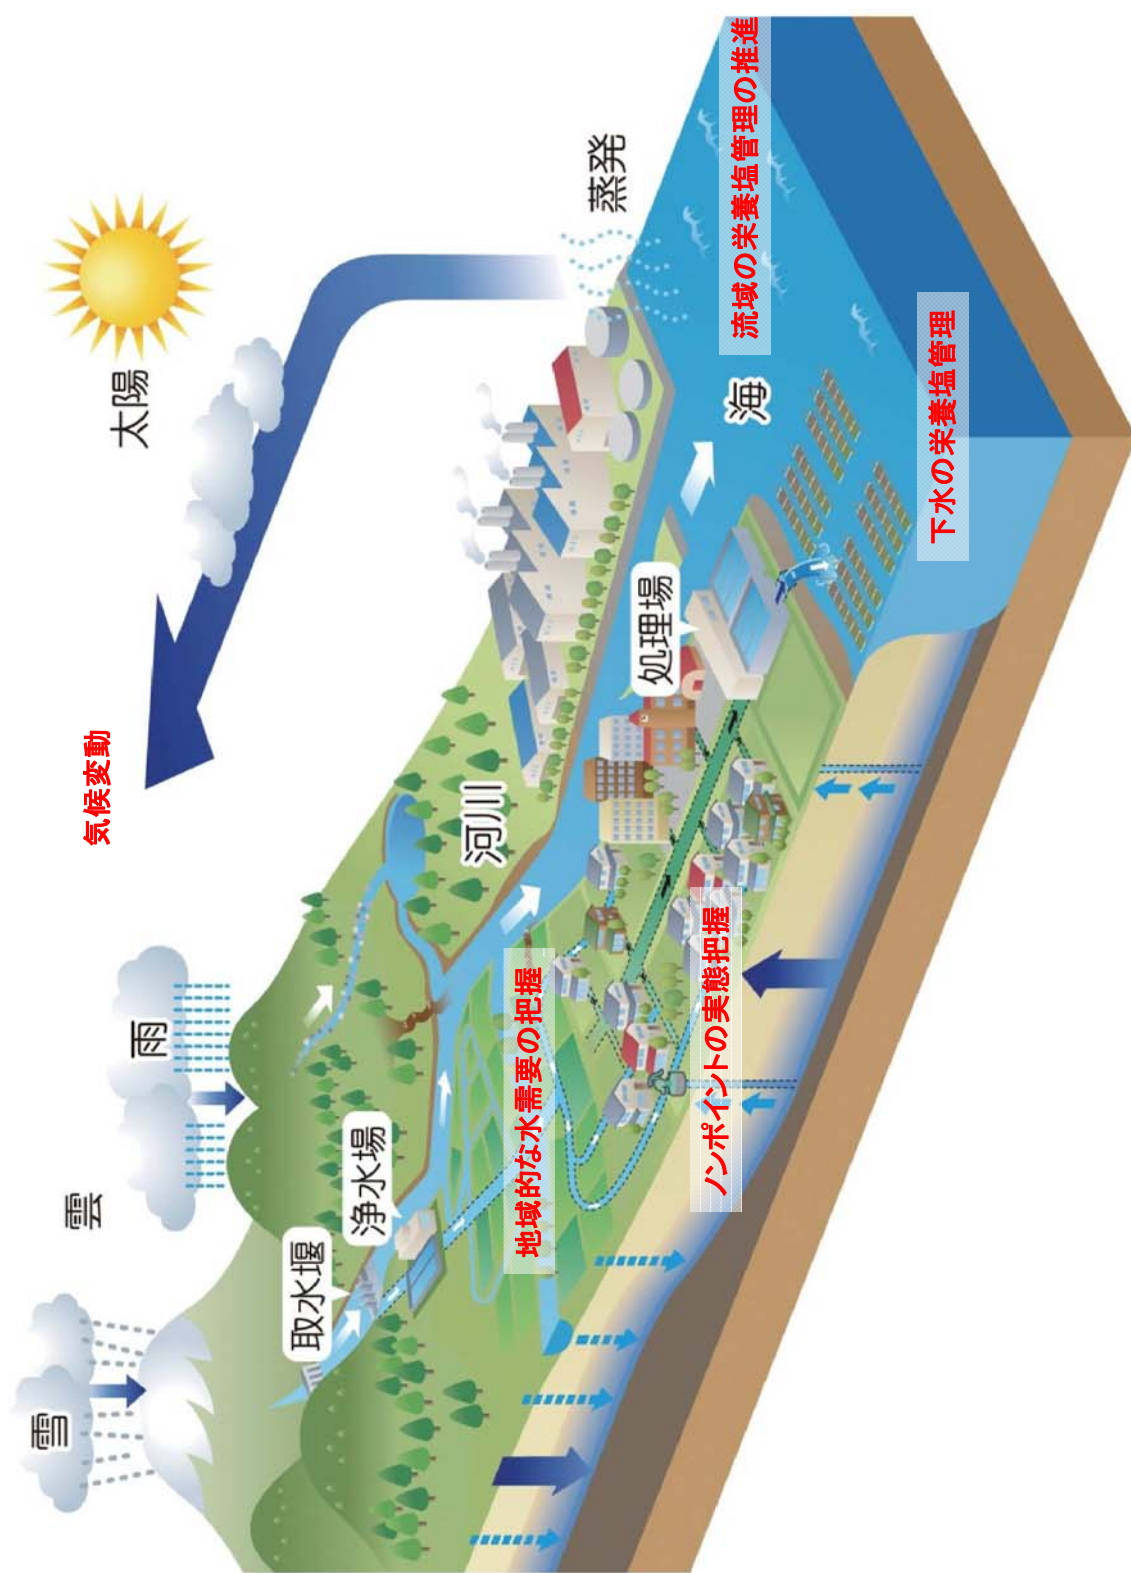 雪
雲
雨
気候変動
太陽
取水堰
浄水場
河川
蒸発
地域的な水需要の把握
処理場
海
流域の栄養塩管理の推進
ノンポイントの実態把握
下水の栄養塩管理